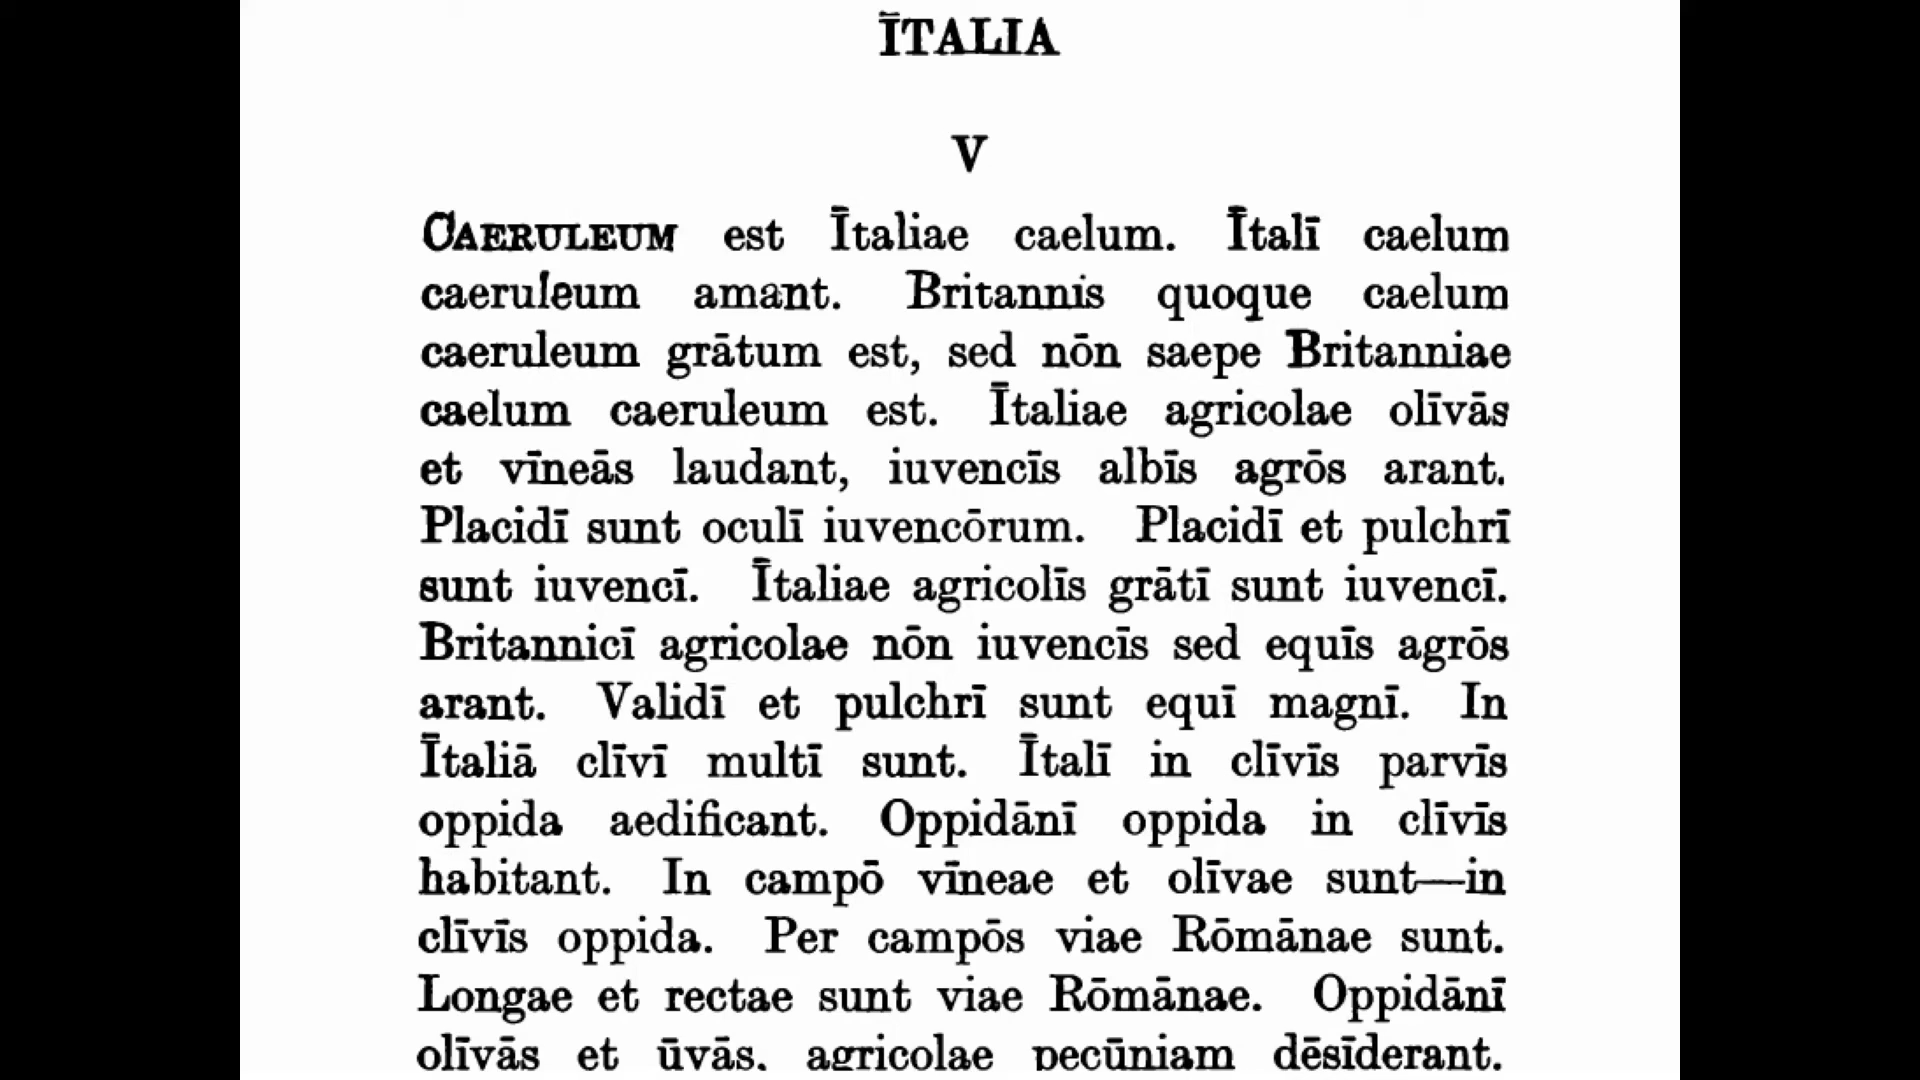 ĪTALIA
V
CAERULEUM est Ītaliae caelum. Ītalī caelum
caeruleum amant. Britannis quoque caelum
caeruleum grātum est, sed nōn saepe Britanniae
caelum caeruleum est. Ītaliae agricolae olīvās
et vīneās laudant, iuvencīs albīs agrōs arant.
Placidī sunt oculī iuvencōrum. Placidī et pulchrī
sunt iuvencī. Ītaliae agricolīs grātī sunt iuvencī.
Britannicī agricolae nōn iuvencīs sed equīs agrōs
arant. Validī et pulchrī sunt equī magnī. In
Ītaliā clīvī multī sunt. Ītalī in clīvīs parvīs
oppida aedificant. Oppidānī oppida in clīvīs
habitant. In campō vīneae et olīvae sunt—in
clīvīs oppida. Per campōs viae Rōmānae sunt.
Longae et rectae sunt viae Rōmānae. Oppidānī
olīvās et ūvās, agricolae pecūniam dēsīderant.